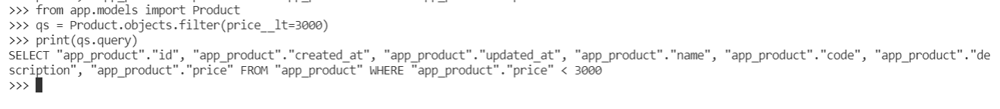 >>> from app.models import Product
>>> qs = Product.objects.filter(price__lt=3000)
>>> print(qs.query)
SELECT "app_product"."id", "app_product"."created_at", "app_product"."updated_at", "app_product"."name", "app_product"."code", "app_product"."de
scription", "app_product"."price" FROM "app_product" WHERE "app_product"."price" < 3000
>>>